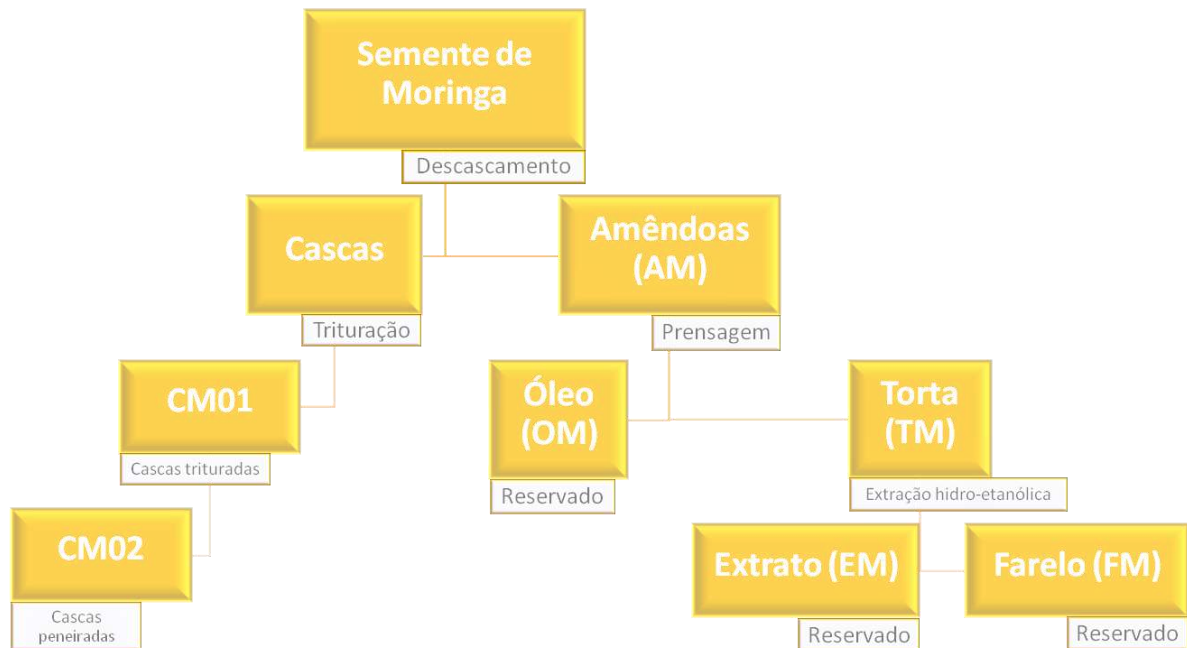 Semente de
Moringa
Descascamento
Cascas
Trituração
Amêndoas
(AM)
Prensagem
CM01
Cascas trituradas
Óleo
(OM)
Reservado
Torta
(TM)
Extração hidro-etanólica
CM02
Cascas
peneiradas
Extrato (EM)
Reservado
Farelo (FM)
Reservado